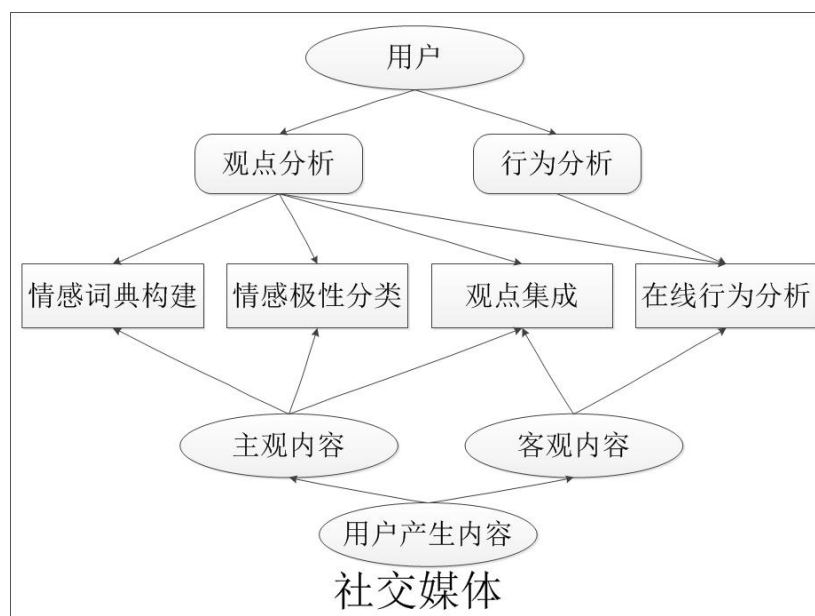 用户
观点分析
行为分析
情感词典构建
情感极性分类
观点集成
在线行为分析
主观内容
客观内容
用户产生内容
社交媒体